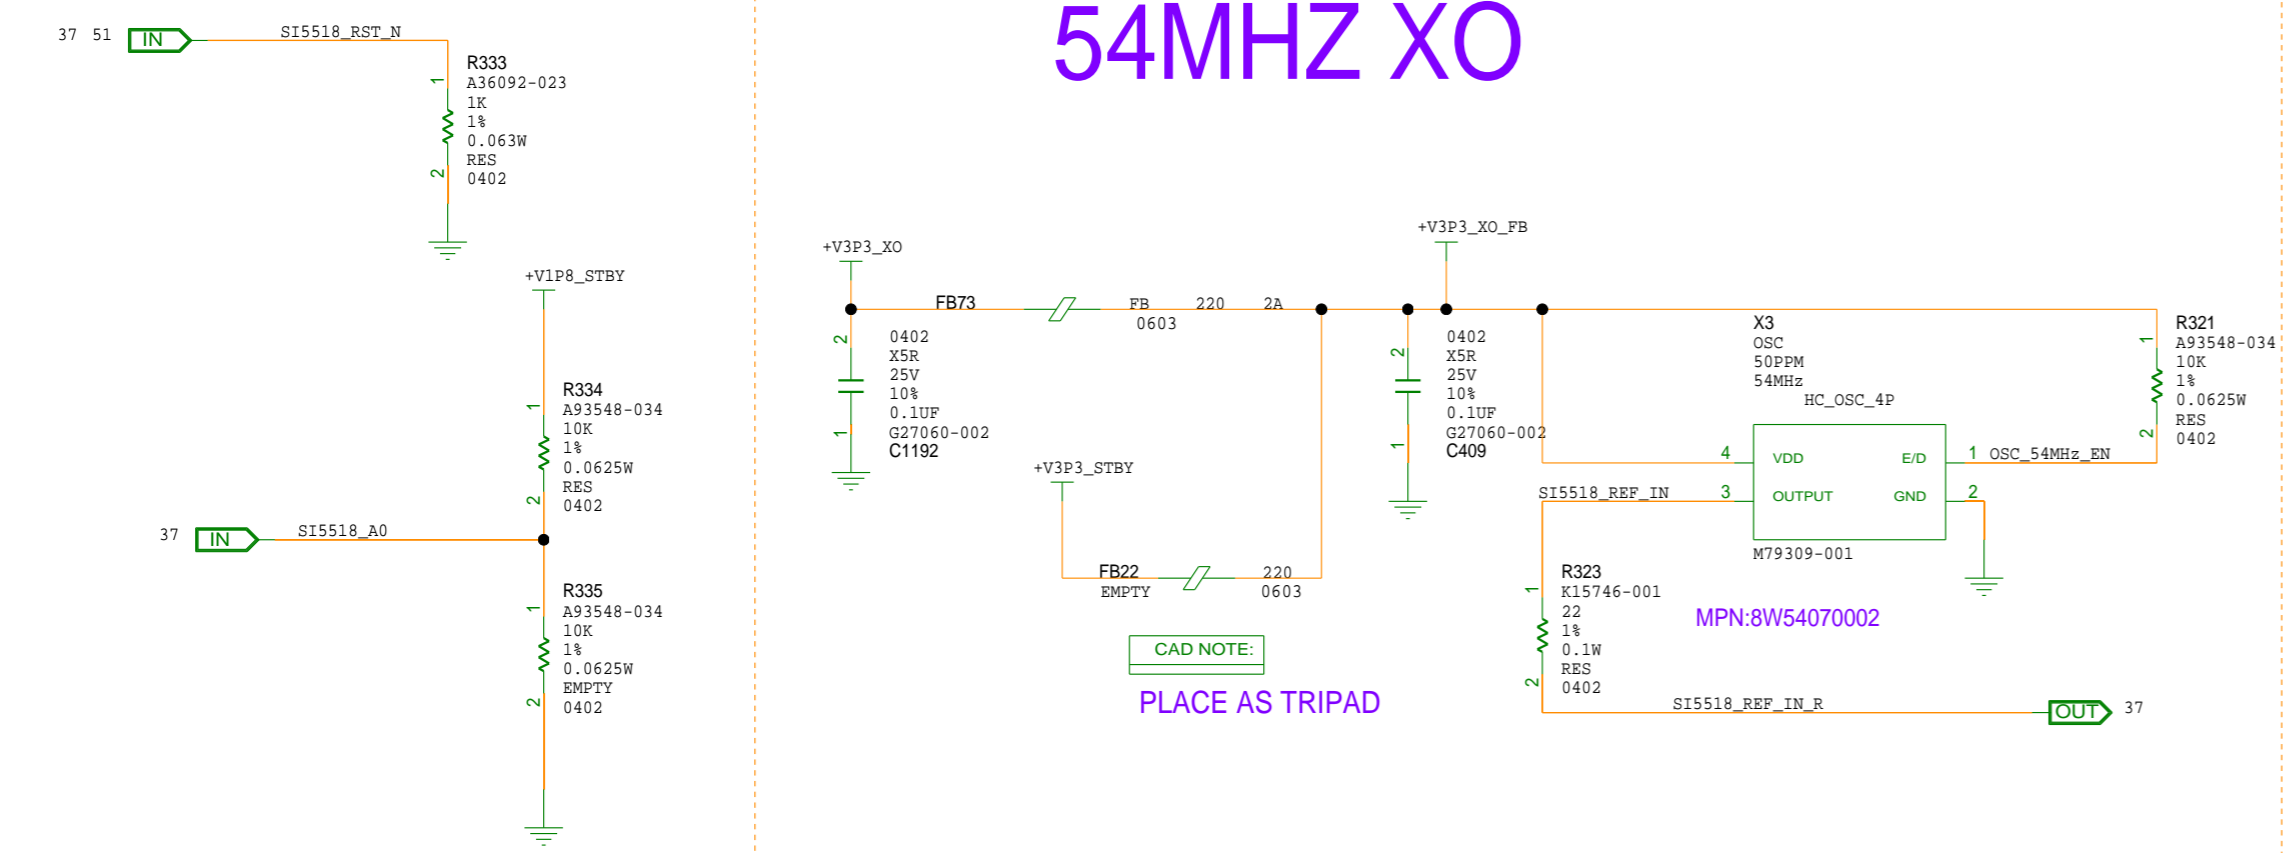 54MHZ XO
37 51 IN SI5518_RST_N
R333
A36092-023
1
1K
1%
0.063W
RES
2
0402
+V1P8_STBY
R334
1
A93548-034
10K
1%
0.0625W
RES
2
0402
37 IN SI5518_A0
R335
1
A93548-034
10K
1%
0.0625W
EMPTY
2
0402
+V3P3_XO
FB73 FB 220 2A
0603
2
0402
X5R
25V
10%
0.1UF
1
G27060-002
C1192
+V3P3_STBY
FB22 220
EMPTY 0603
CAD NOTE:
PLACE AS TRIPAD
+V3P3_XO_FB
2
0402
X5R
25V
10%
0.1UF
1
G27060-002
C409
X3
OSC
50PPM
54MHz
HC_OSC_4P
4 VDD E/D 1 OSC_54MHz_EN
SI5518_REF_IN 3 OUTPUT GND 2
M79309-001
R321
1
A93548-034
10K
1%
0.0625W
RES
2
0402
R323
1
K15746-001
22
1%
0.1W
RES
2
0402
MPN:8W54070002
SI5518_REF_IN_R OUT 37